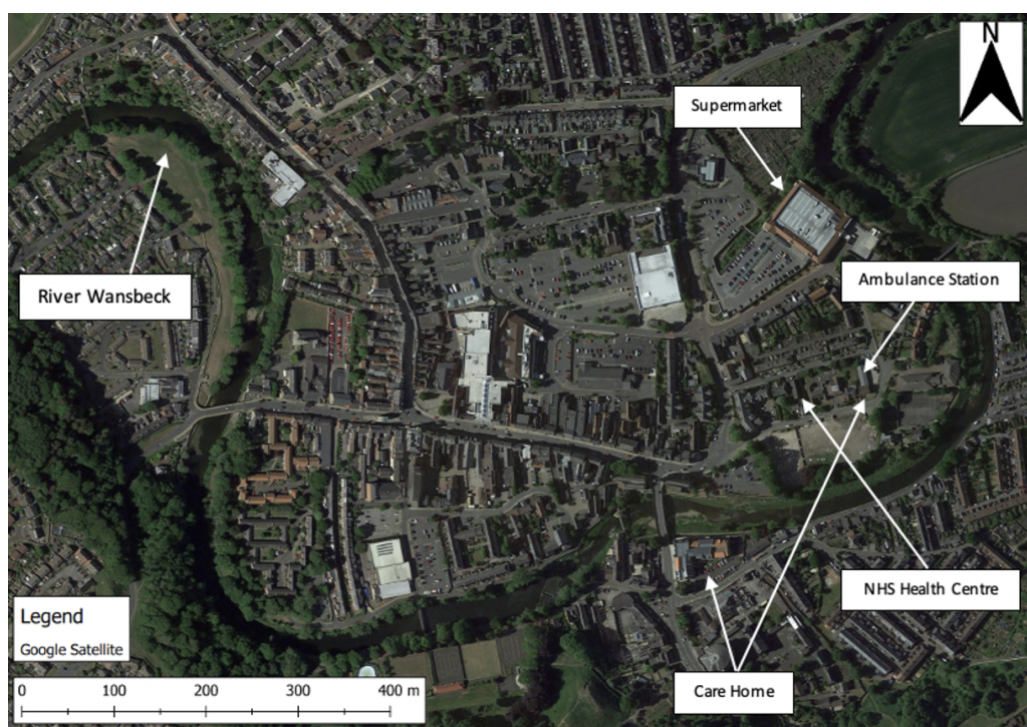 N
Supermarket
River Wansbeck
Ambulance Station
NHS Health Centre
Care Home
Legend
Google Satellite
0 100 200 300 400 m